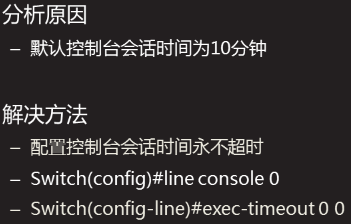 分析原因
– 默认控制台会话时间为10分钟
解决方法
– 配置控制台会话时间永不超时
– Switch(config)#line console 0
– Switch(config-line)#exec-timeout 0 0